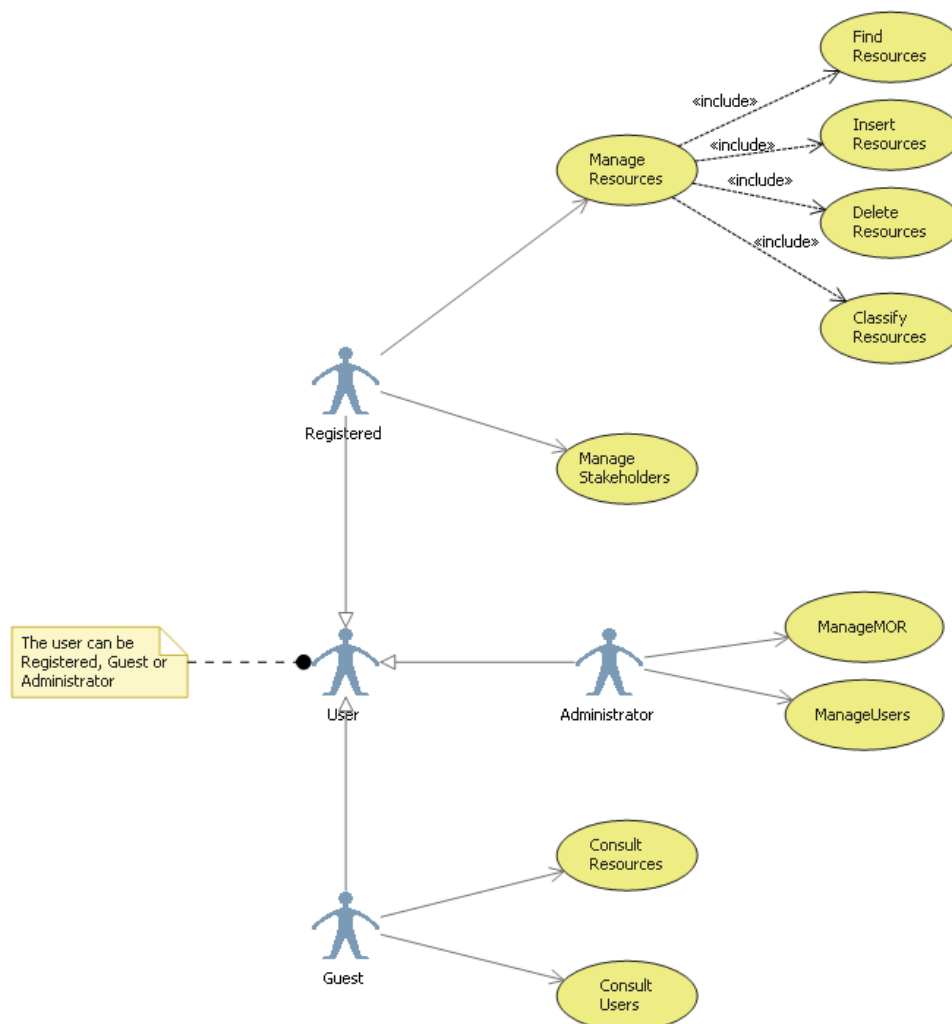 Find
Resources
«include»
Insert
Resources
«include»
Manage
Resources
«include»
Delete
Resources
«include»
Classify
Resources
Registered
Manage
Stakeholders
The user can be
Registered, Guest or
Administrator
User
Administrator
ManageMOR
ManageUsers
Consult
Resources
Guest
Consult
Users